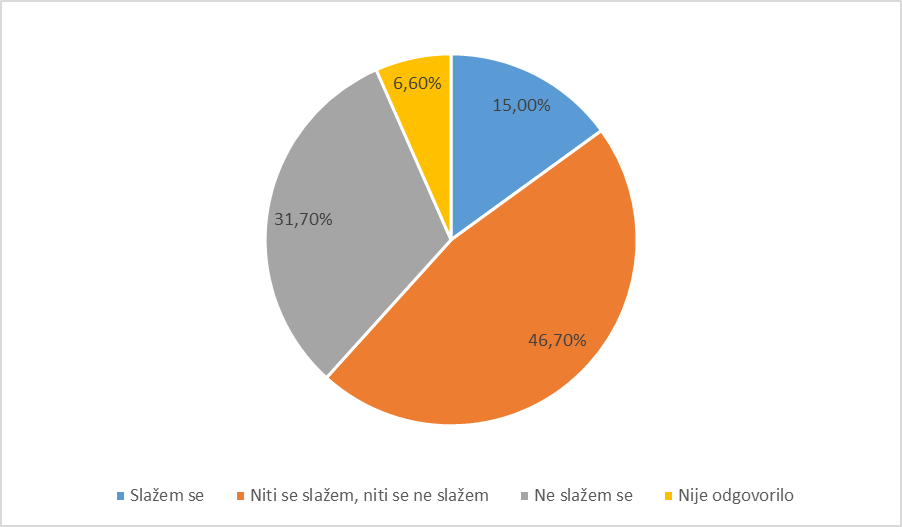 6,60%
15,00%
31,70%
46,70%
Slažem se Niti se slažem, niti se ne slažem Ne slažem se Nije odgovorilo